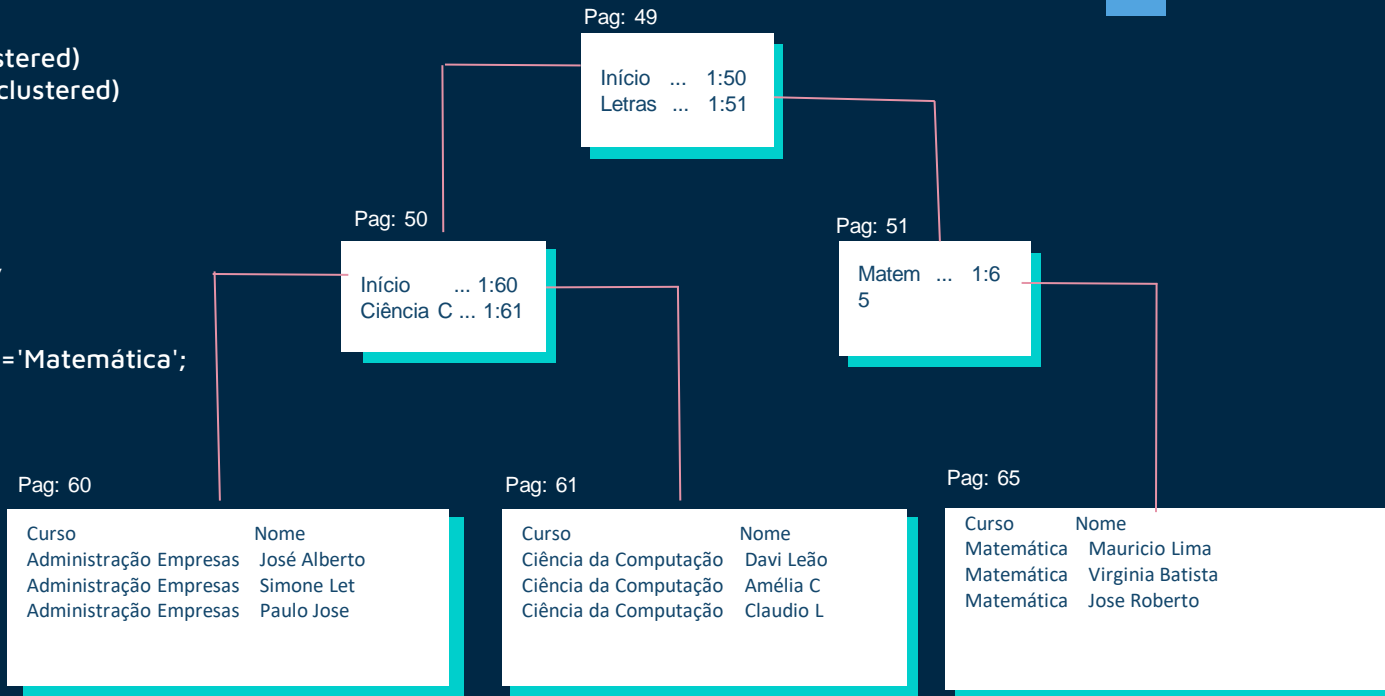 Pag: 49
stered)
clustered)
Início ... 1:50
Letras ... 1:51
Pag: 50
Pag: 51
Início ... 1:60
Ciência C ... 1:61
Matem ... 1:6
5
='Matemática';
Pag: 60
Pag: 61
Pag: 65
Curso Nome
Administração Empresas José Alberto
Administração Empresas Simone Let
Administração Empresas Paulo Jose
Curso Nome
Ciência da Computação Davi Leão
Ciência da Computação Amélia C
Ciência da Computação Claudio L
Curso Nome
Matemática Mauricio Lima
Matemática Virginia Batista
Matemática Jose Roberto